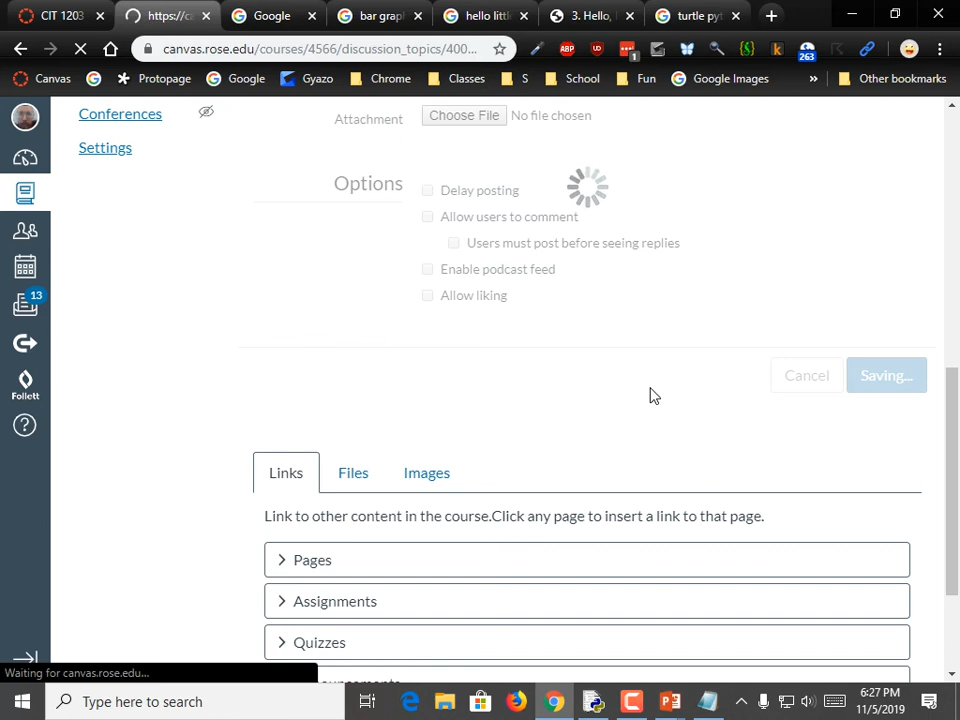 CIT 1203
https://ca
Google
bar grap
hello littl
3. Hello,
turtle pyt
canvas.rose.edu/courses/4566/discussion_topics/400...
ABP
1
263
Canvas
Protopage
Google
Gyazo
Chrome
Classes
S
School
Fun
Google Images
»
Other bookmarks
Conferences
Settings
13
Follett
Attachment
Choose File No file chosen
Options
Delay posting
Allow users to comment
Users must post before seeing replies
Enable podcast feed
Allow liking
Cancel
Saving...
Links
Files
Images
Link to other content in the course.Click any page to insert a link to that page.
Pages
Assignments
Quizzes
Waiting for canvas.rose.edu...
Type here to search
6:27 PM
11/5/2019